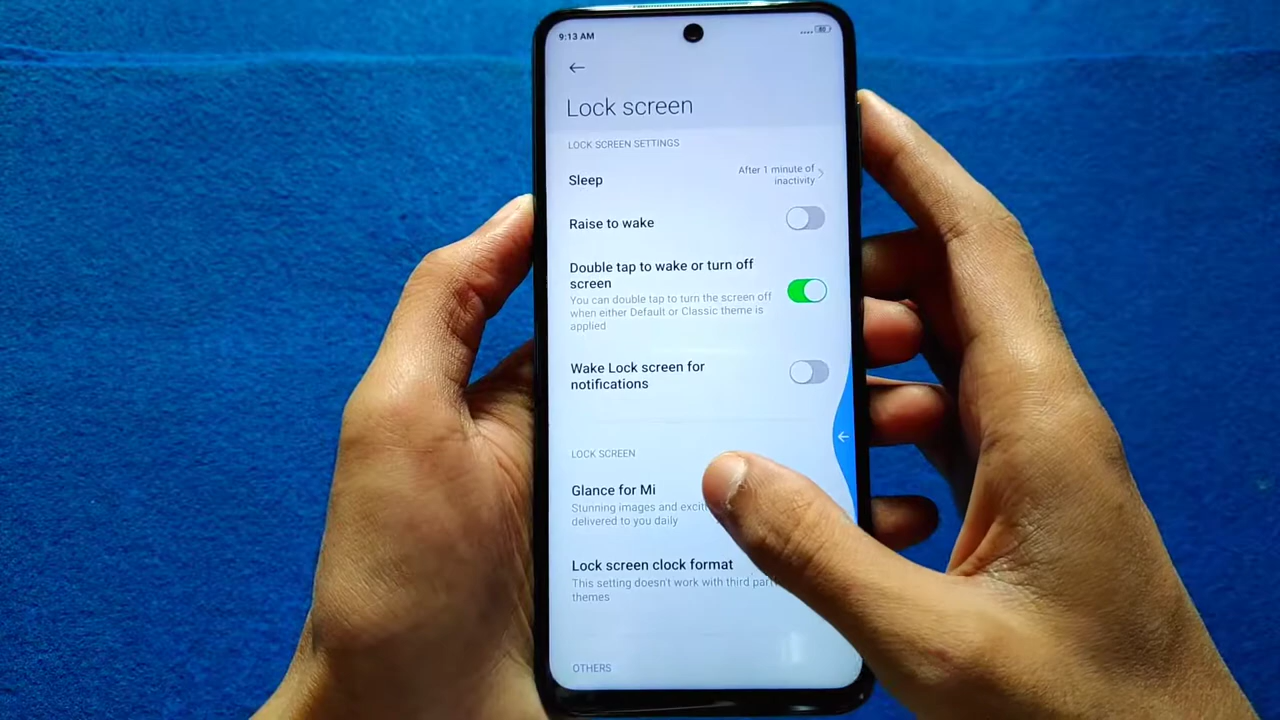 9:13 AM
80
Lock screen
LOCK SCREEN SETTINGS
Sleep
After 1 minute of
inactivity
Raise to wake
Double tap to wake or turn off
screen
You can double tap to turn the screen off
when either Default or Classic theme is
applied
Wake Lock screen for
notifications
LOCK SCREEN
Glance for Mi
Stunning images and
delivered to you daily
Lock screen clock format
This setting doesn't work with third
themes
OTHERS